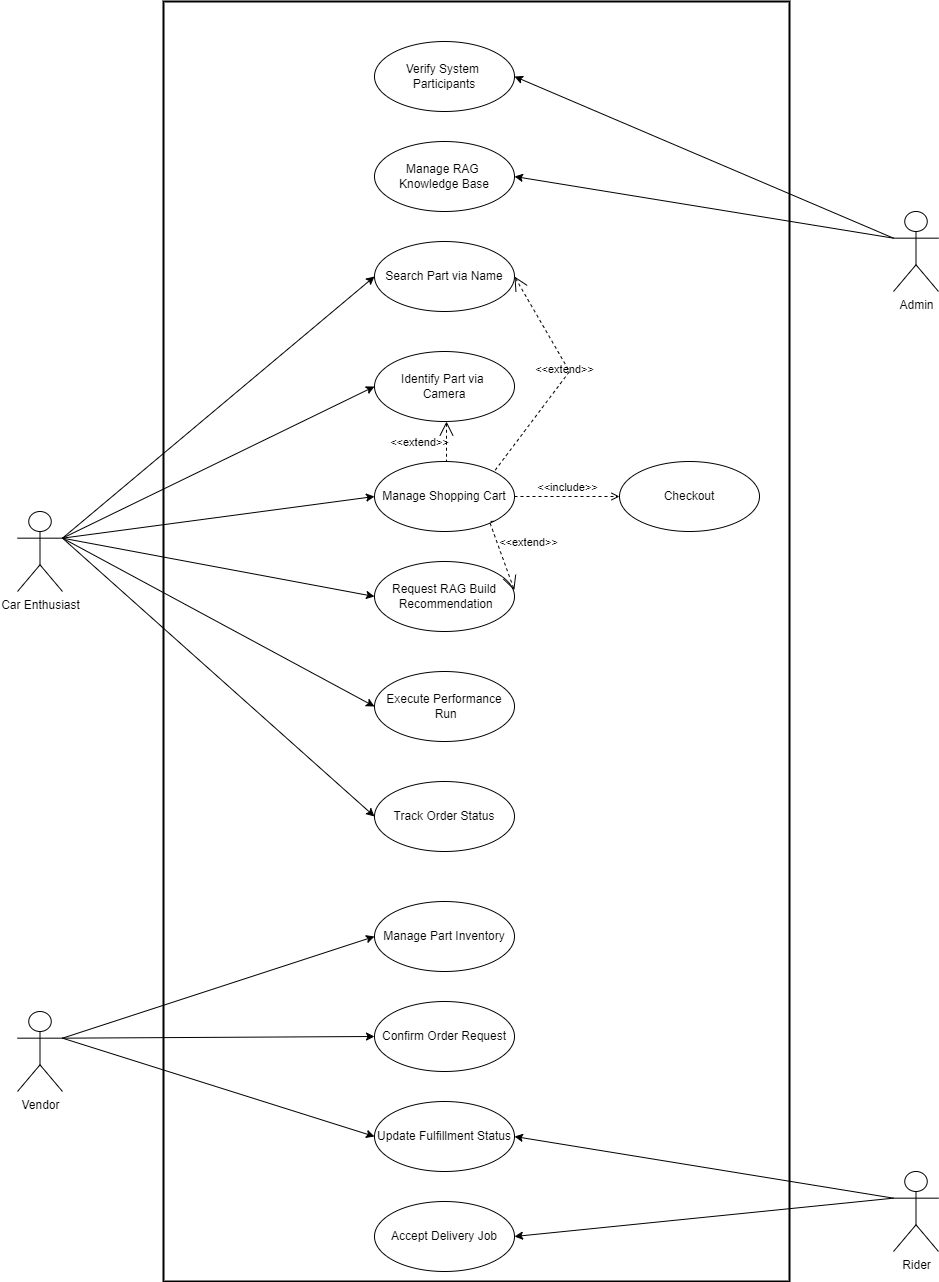 Verify System
Participants
Manage RAG
Knowledge Base
Admin
Search Part via Name
<<extend>>
Identify Part via
Camera
<<extend>>
Manage Shopping Cart
<<include>>
Checkout
<<extend>>
Request RAG Build
Recommendation
Car Enthusiast
Execute Performance
Run
Track Order Status
Manage Part Inventory
Confirm Order Request
Vendor
Update Fulfillment Status
Accept Delivery Job
Rider